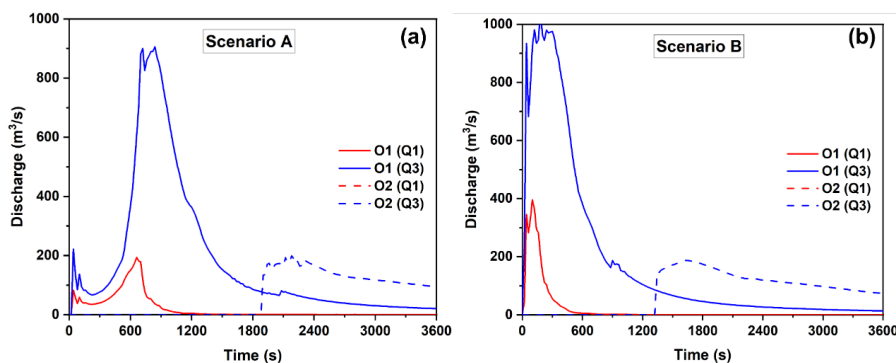 1000
800
600
400
200
0
Discharge (m³/s)
Scenario A
(a)
O1 (Q1)
O1 (Q3)
O2 (Q1)
O2 (Q3)
0 600 1200 1800 2400 3000 3600
Time (s)
1000
800
600
400
200
0
Discharge (m³/s)
Scenario B
(b)
O1 (Q1)
O1 (Q3)
O2 (Q1)
O2 (Q3)
0 600 1200 1800 2400 3000 3600
Time (s)